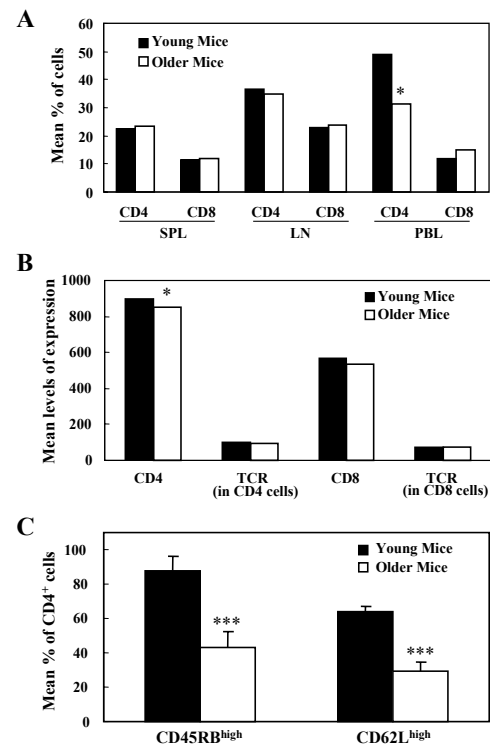 A
Mean % of cells
60
50
40
30
20
10
0
Young Mice
Older Mice
*
CD4 CD8 CD4 CD8 CD4 CD8
SPL LN PBL
B
Mean levels of expression
1000
800
600
400
200
0
*
Young Mice
Older Mice
CD4 TCR CD8 TCR
(in CD4 cells) (in CD8 cells)
C
Mean % of CD4⁺ cells
100
80
60
40
20
0
Young Mice
Older Mice
*** ***
CD45RBhigh CD62Lhigh